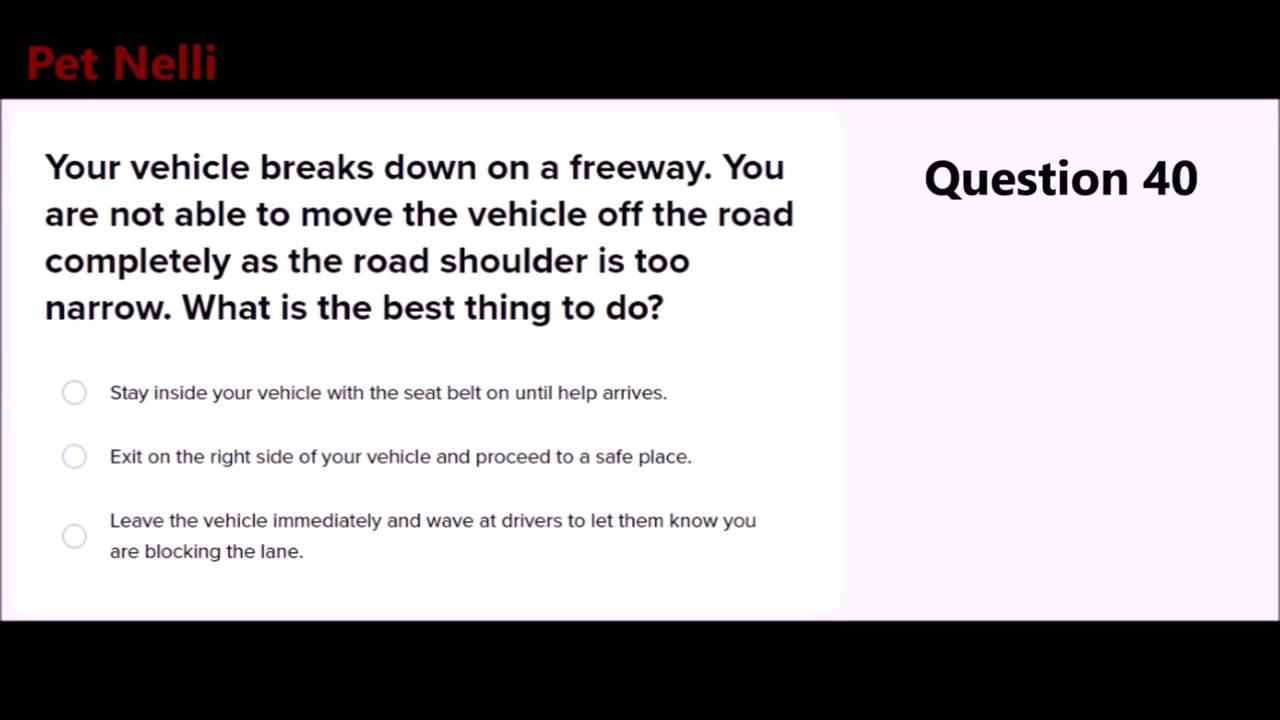 Pet Nelli
Your vehicle breaks down on a freeway. You
are not able to move the vehicle off the road
completely as the road shoulder is too
narrow. What is the best thing to do?
Question 40
Stay inside your vehicle with the seat belt on until help arrives.
Exit on the right side of your vehicle and proceed to a safe place.
Leave the vehicle immediately and wave at drivers to let them know you
are blocking the lane.